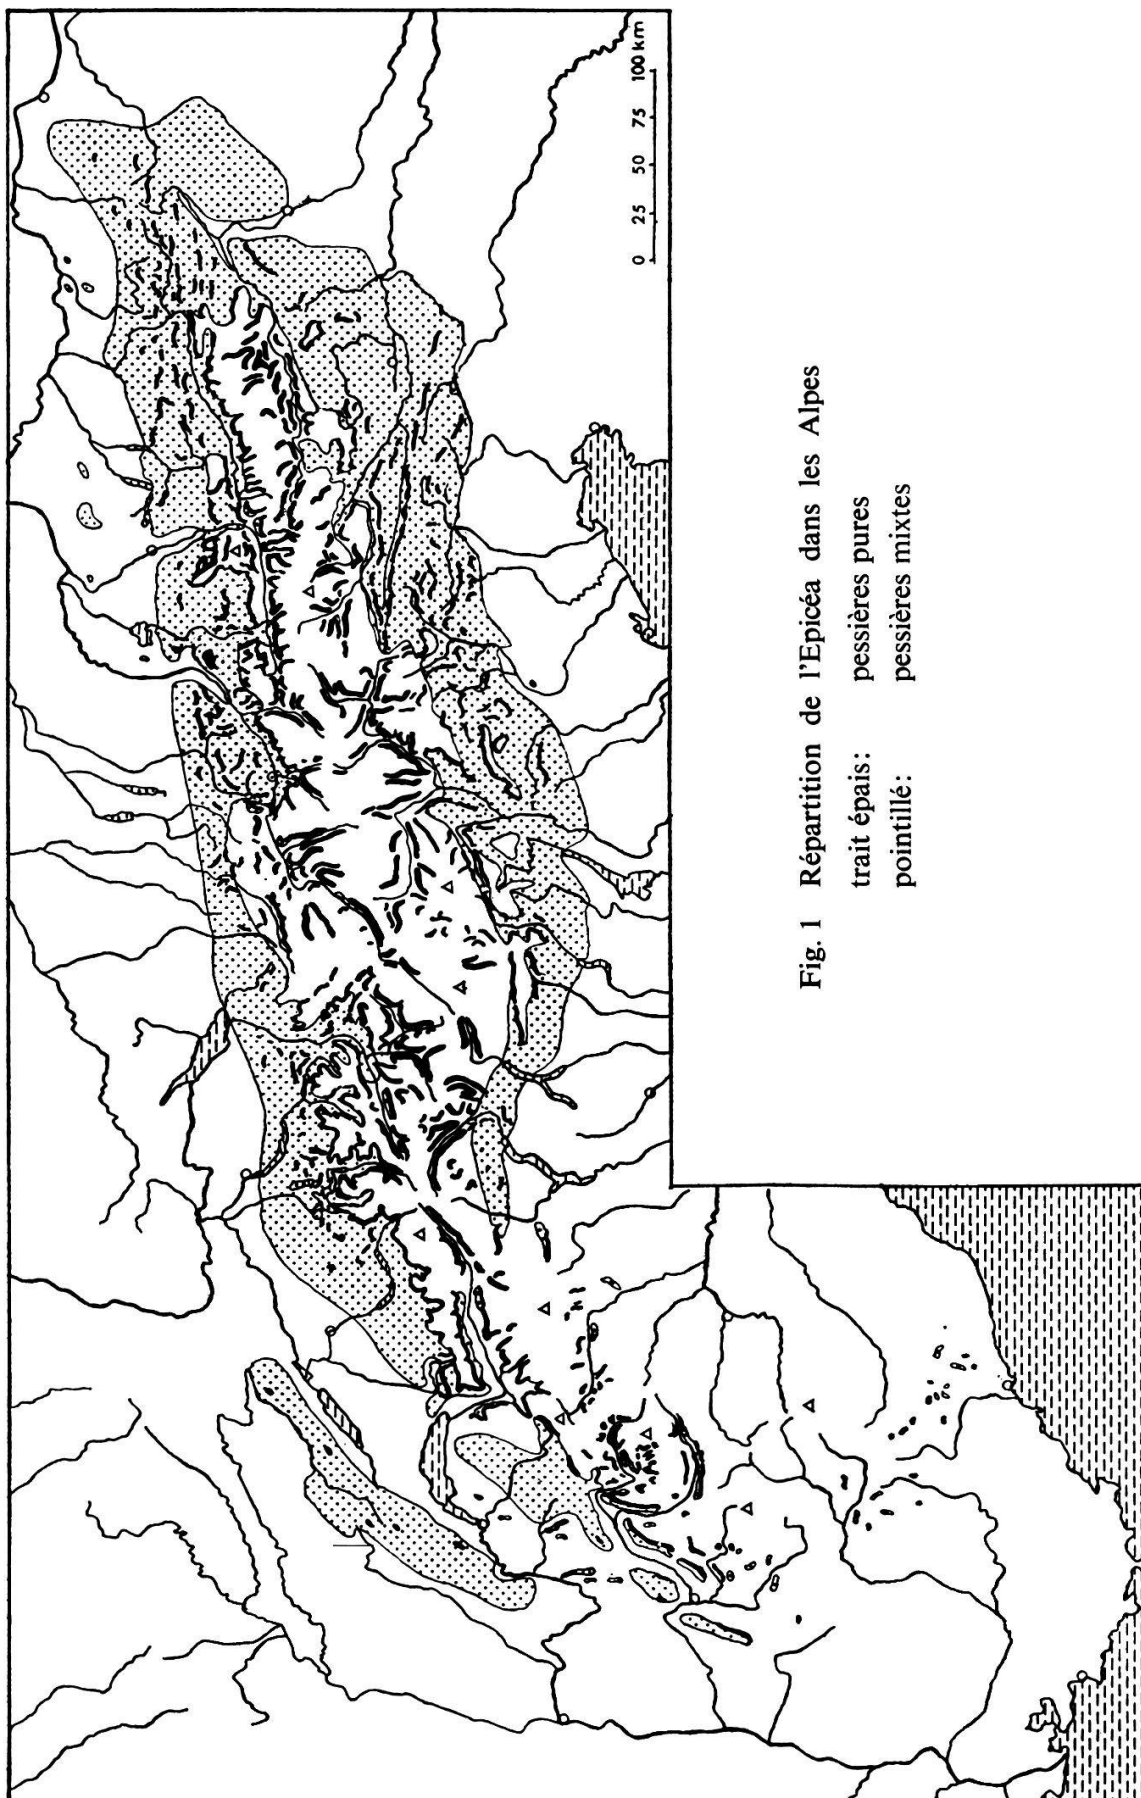 0 25 50 75 100 km
Fig. 1 Répartition de l'Epicéa dans les Alpes
trait épais: pessières pures
pointillé: pessières mixtes